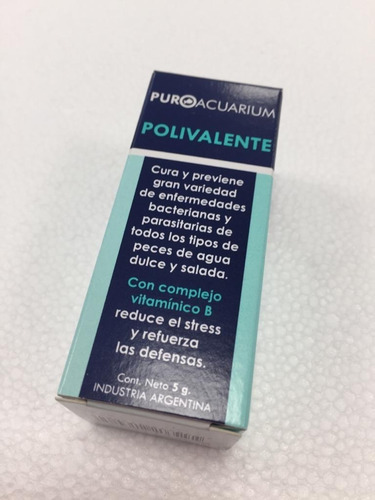 PUROACUARIUM
POLIVALENTE
Cura y previene
gran variedad
de enfermedades
bacterianas y
parasitarias de
todos los tipos de
peces de agua
dulce y salada.
Con complejo
vitamínico B
reduce el stress
y refuerza
las defensas.
Cont. Neto 5 g.
INDUSTRIA ARGENTINA